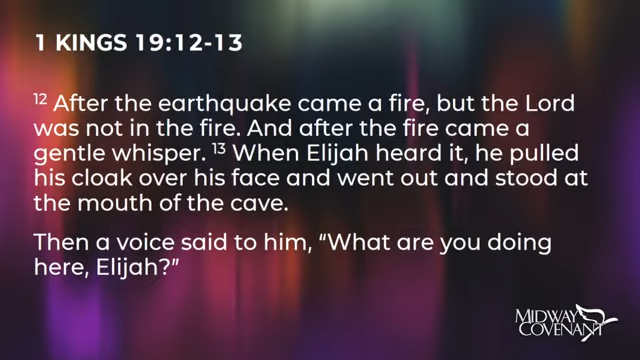 1 KINGS 19:12-13
12 After the earthquake came a fire, but the Lord
was not in the fire. And after the fire came a
gentle whisper. 13 When Elijah heard it, he pulled
his cloak over his face and went out and stood at
the mouth of the cave.
Then a voice said to him, “What are you doing
here, Elijah?”
MIDWAY
COVENANT